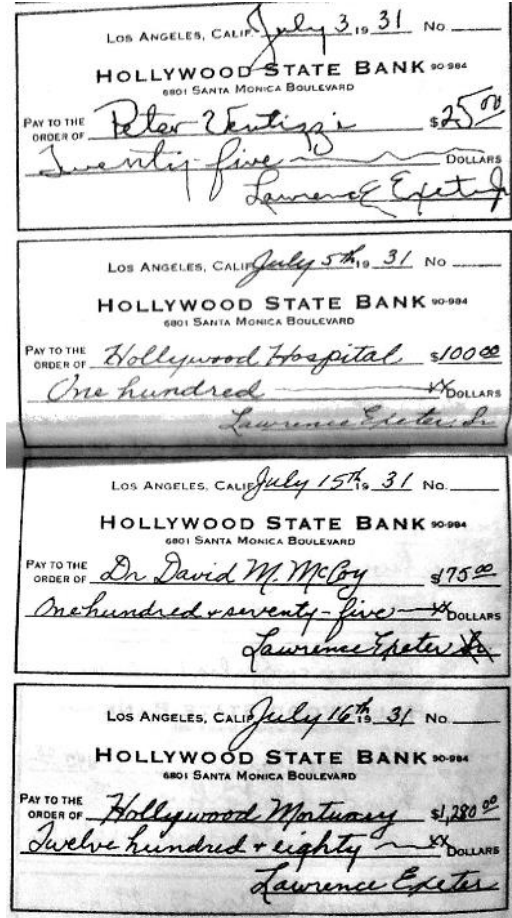 LOS ANGELES, CALIF. July 3 19 31 No
HOLLYWOOD STATE BANK 90-984
6801 SANTA MONICA BOULEVARD
PAY TO THE ORDER OF Peter Ventizzi $25.00
Twenty-five DOLLARS
Lawrence Exeter Jr
LOS ANGELES, CALIF. July 5th 19 31 No
HOLLYWOOD STATE BANK 90-984
6801 SANTA MONICA BOULEVARD
PAY TO THE ORDER OF Hollywood Hospital $100 00
One hundred xx DOLLARS
Lawrence Exeter, Sr
LOS ANGELES, CALIF. July 15th 19 31 No.
HOLLYWOOD STATE BANK 90-984
6801 SANTA MONICA BOULEVARD
PAY TO THE ORDER OF Dr David M. McCoy $175 00
One hundred + seventy-five xx DOLLARS
Lawrence Exeter
LOS ANGELES, CALIF. July 16th 19 31 No
HOLLYWOOD STATE BANK 90-984
6801 SANTA MONICA BOULEVARD
PAY TO THE ORDER OF Hollywood Mortuary $1,280 00
Twelve hundred + eighty xx DOLLARS
Lawrence Exeter